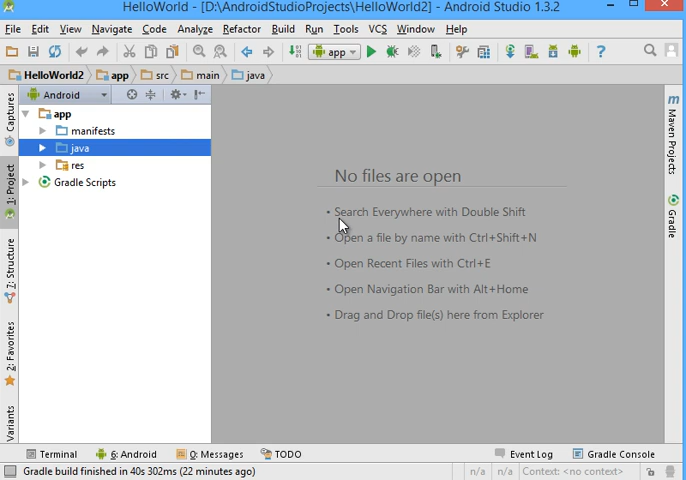 HelloWorld - [D:\AndroidStudioProjects\HelloWorld2] - Android Studio 1.3.2
File Edit View Navigate Code Analyze Refactor Build Run Tools VCS Window Help
app
HelloWorld2 app src main java
Captures
1: Project
7: Structure
2: Favorites
Variants
Android
app
manifests
java
res
Gradle Scripts
No files are open
• Search Everywhere with Double Shift
• Open a file by name with Ctrl+Shift+N
• Open Recent Files with Ctrl+E
• Open Navigation Bar with Alt+Home
• Drag and Drop file(s) here from Explorer
Maven Projects
Gradle
Terminal 6: Android 0: Messages TODO Event Log Gradle Console
Gradle build finished in 40s 302ms (22 minutes ago) n/a n/a Context: <no context>